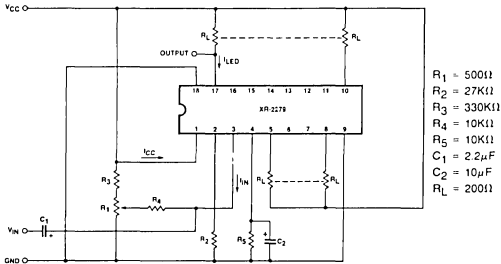 VCC
RL
RL
OUTPUT
ILED
18 17 16 15 14 13 12 11 10
XR-2279
1 2 3 4 5 6 7 8 9
ICC
IIN
R3
R1
R4
RL
RL
C1
VIN
+
R2
R5
+
C2
GND
R1 = 500Ω
R2 = 27KΩ
R3 = 330KΩ
R4 = 10KΩ
R5 = 10KΩ
C1 = 2.2μF
C2 = 10μF
RL = 200Ω